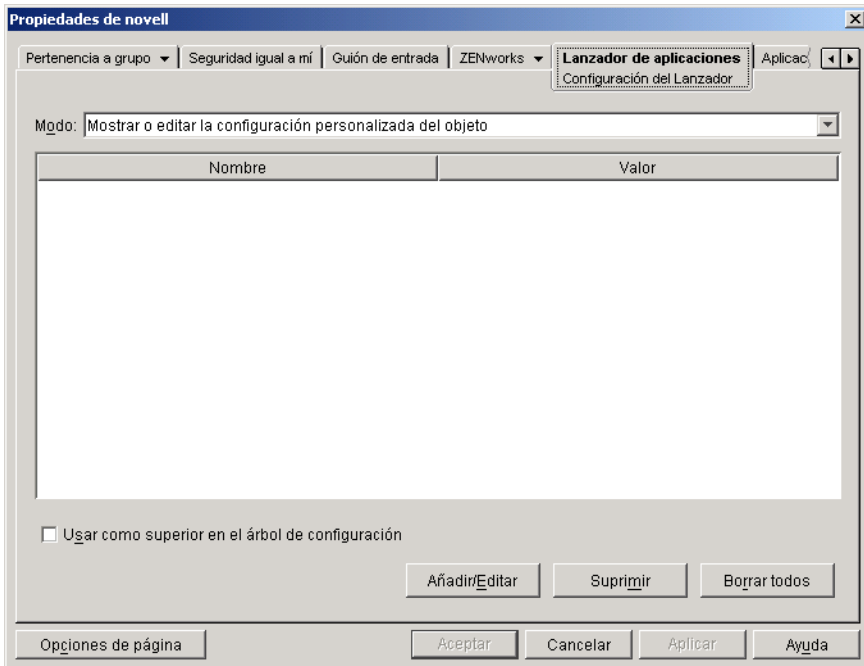 Propiedades de novell
Pertenencia a grupo
Seguridad igual a mí
Guión de entrada
ZENworks
Lanzador de aplicaciones
Aplicac
Configuración del Lanzador
Modo: Mostrar o editar la configuración personalizada del objeto
Nombre Valor
Usar como superior en el árbol de configuración
Añadir/Editar Suprimir Borrar todos
Opciones de página Aceptar Cancelar Aplicar Ayuda